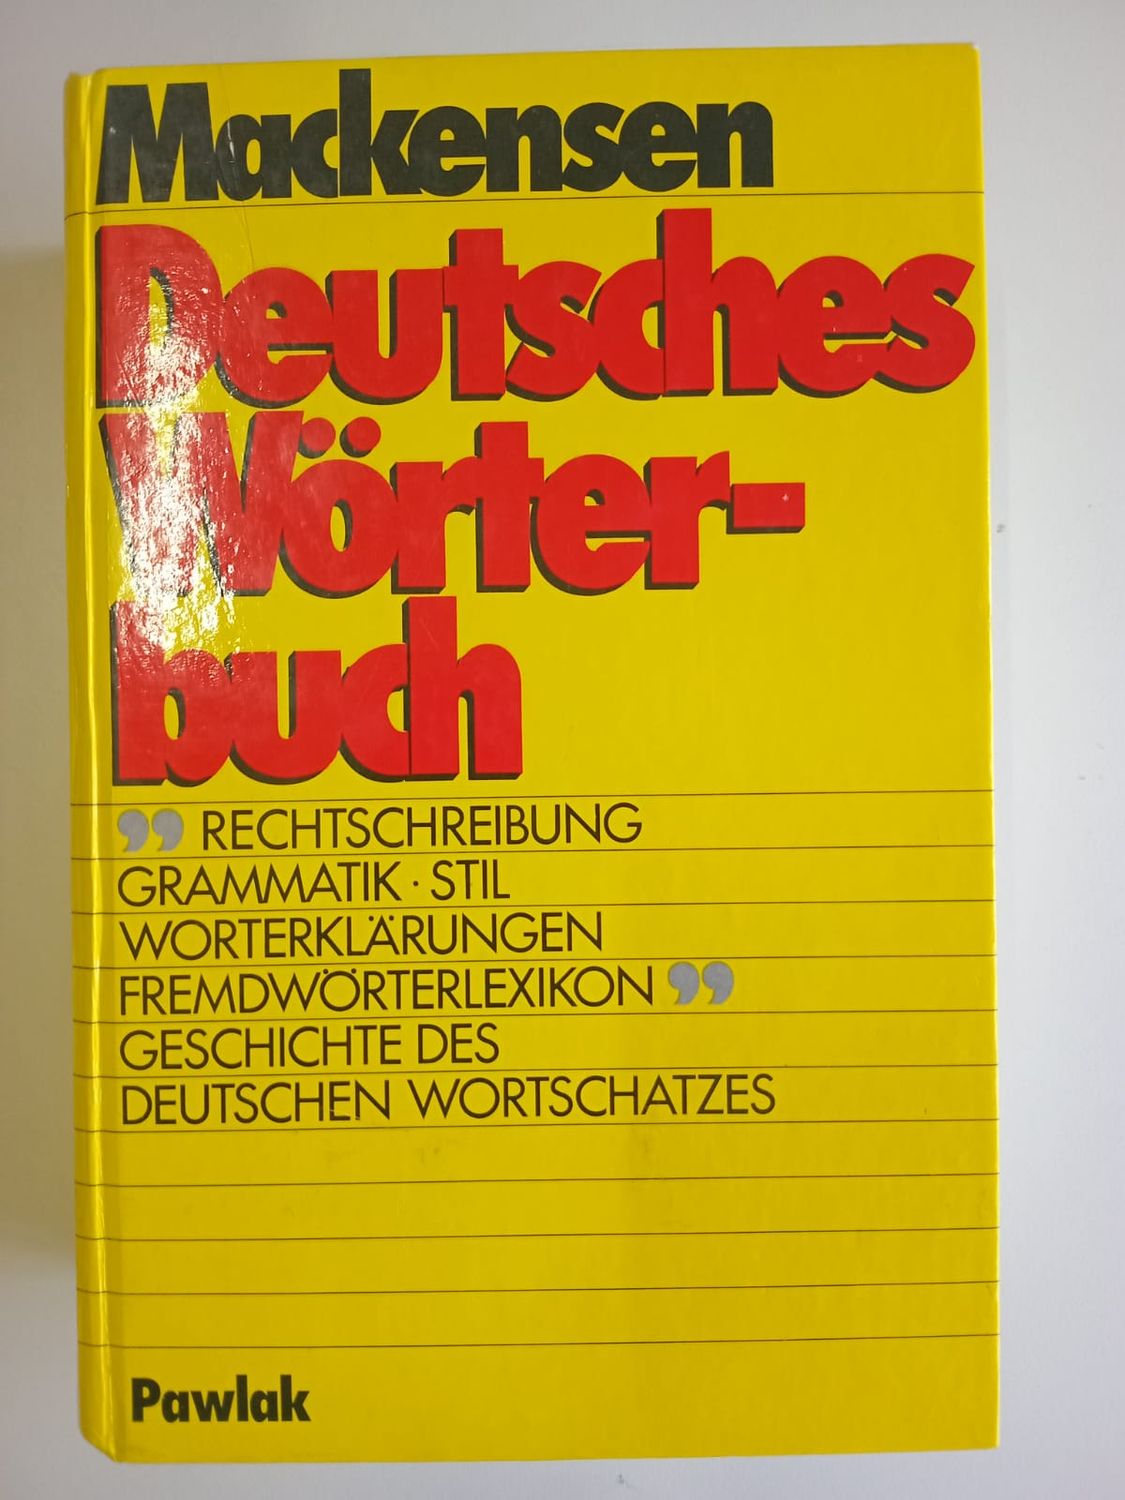 Mackensen
Deutsches
Wörter-
buch
❟❟ RECHTSCHREIBUNG
GRAMMATIK · STIL
WORTERKLÄRUNGEN
FREMDWÖRTERLEXIKON ❟❟
GESCHICHTE DES
DEUTSCHEN WORTSCHATZES
Pawlak